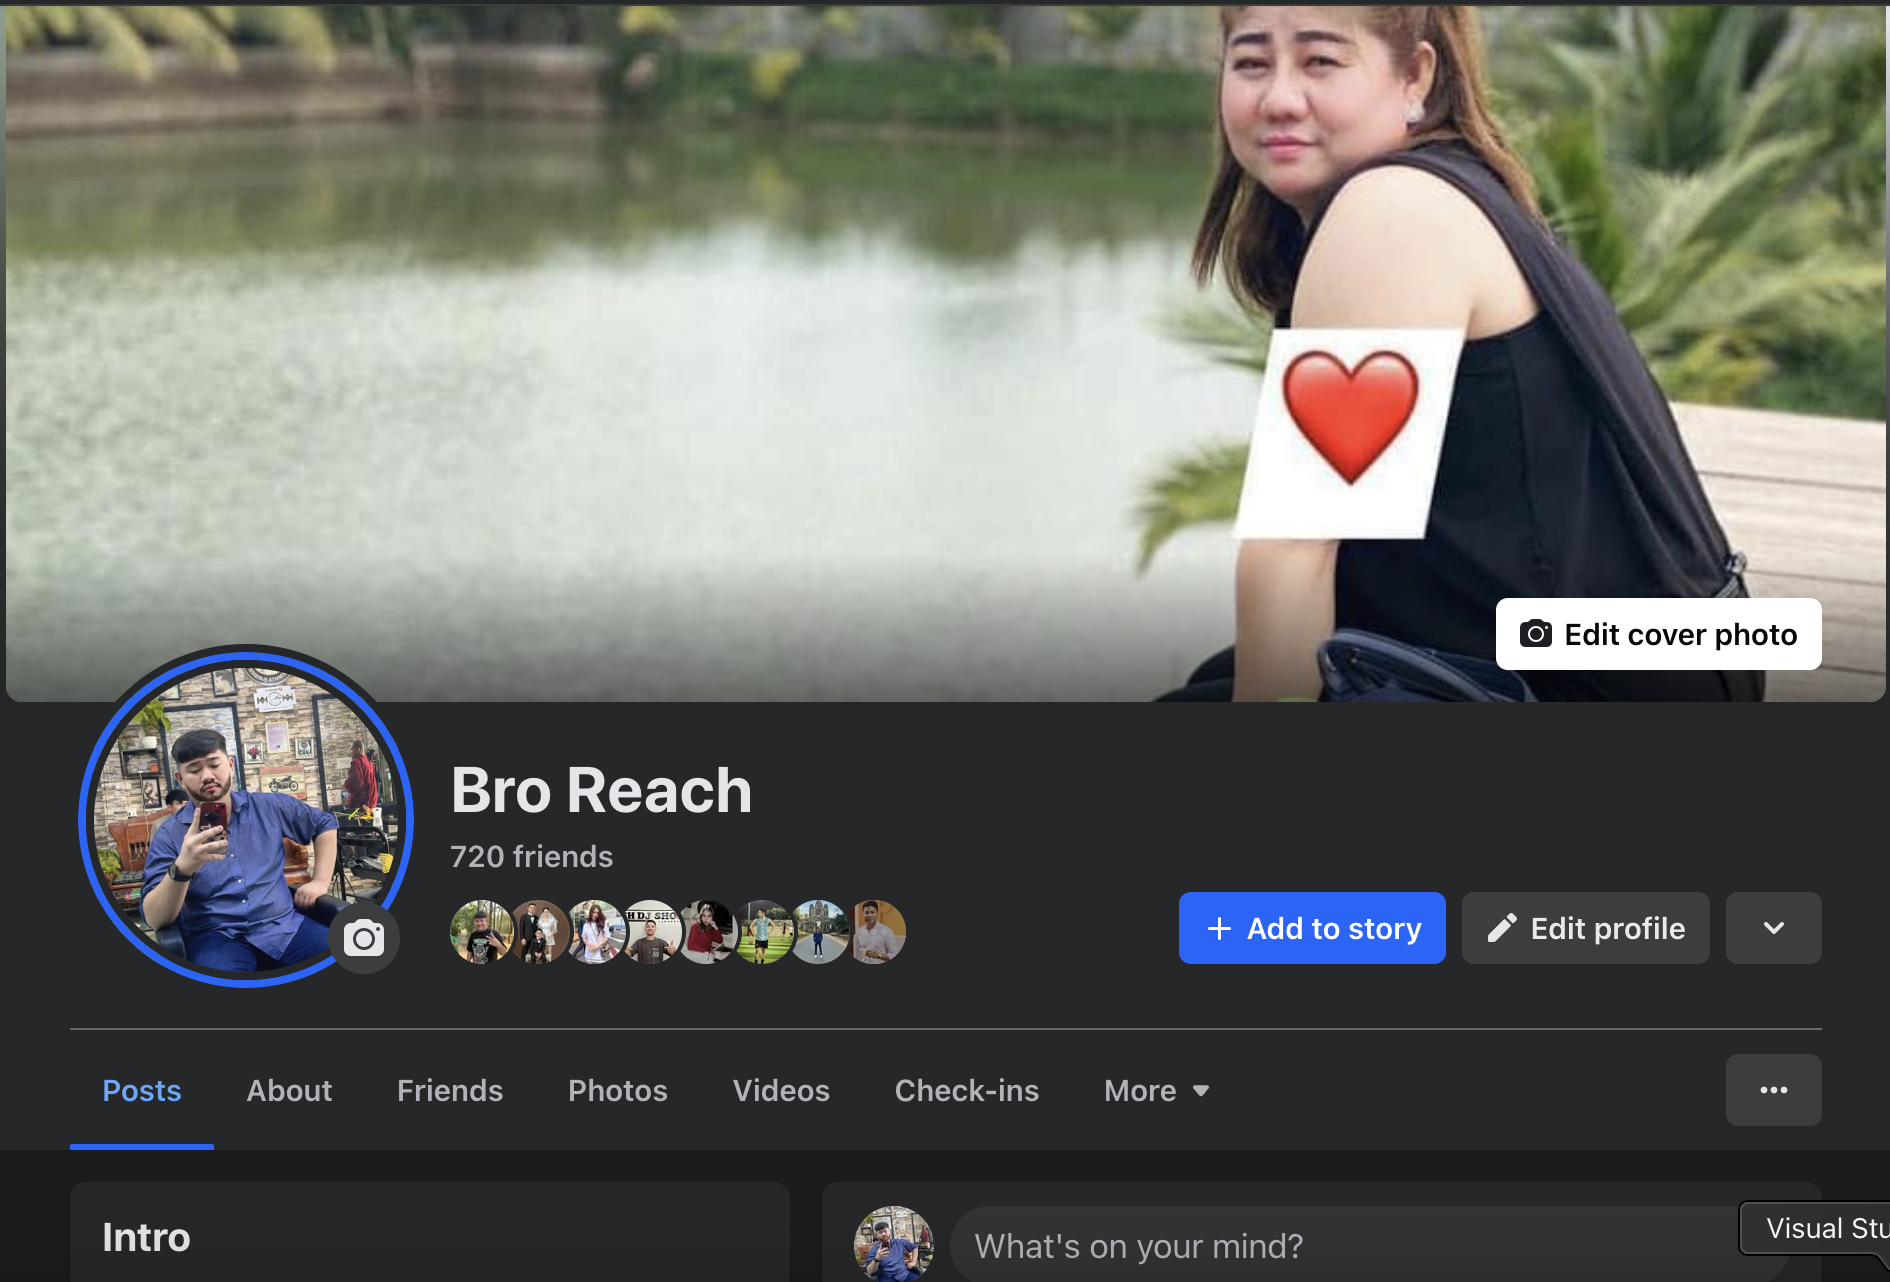 Edit cover photo
Bro Reach
720 friends
H DJ SHO
+ Add to story
Edit profile
Posts
About
Friends
Photos
Videos
Check-ins
More
Intro
What's on your mind?
Visual Stu